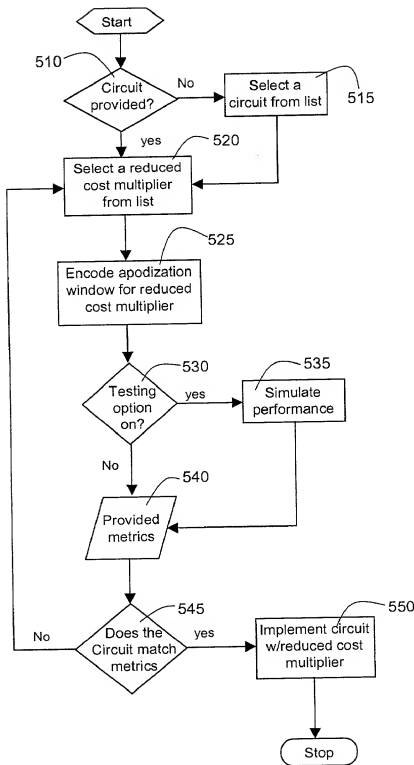 Start
510
Circuit
provided?
No
Select a
circuit from list
515
yes
520
Select a reduced
cost multiplier
from list
525
Encode apodization
window for reduced
cost multiplier
530
Testing
option
on?
yes
535
Simulate
performance
No
540
Provided
metrics
545
Does the
Circuit match
metrics
No
yes
550
Implement circuit
w/reduced cost
multiplier
Stop